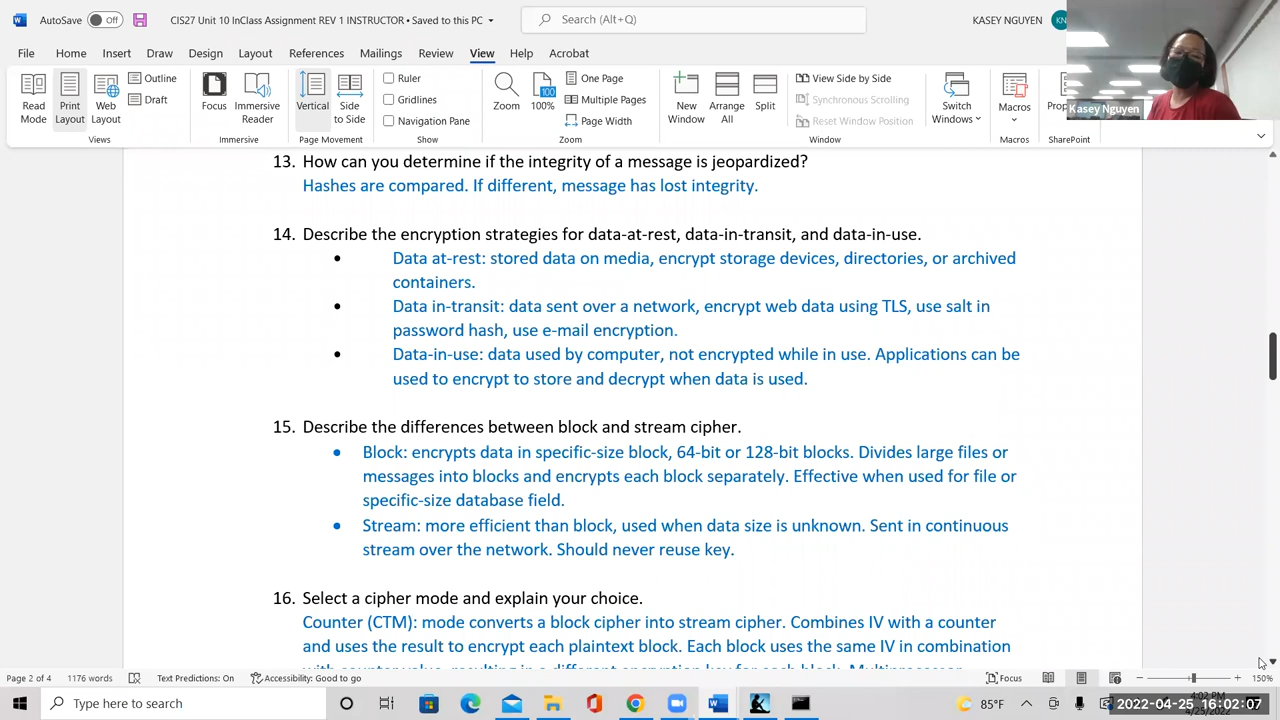 AutoSave Off CIS27 Unit 10 InClass Assignment REV 1 INSTRUCTOR • Saved to this PC Search (Alt+Q) KASEY NGUYEN KN
File Home Insert Draw Design Layout References Mailings Review View Help Acrobat
Read Mode Print Layout Web Layout Outline Draft Focus Immersive Reader Vertical Side to Side Ruler Gridlines Navigation Pane Zoom 100 100% One Page Multiple Pages Page Width New Window Arrange All Split View Side by Side Synchronous Scrolling Reset Window Position Switch Windows Macros
Kasey Nguyen
Views Immersive Page Movement Show Zoom Window Macros SharePoint
13. How can you determine if the integrity of a message is jeopardized?
Hashes are compared. If different, message has lost integrity.
14. Describe the encryption strategies for data-at-rest, data-in-transit, and data-in-use.
• Data at-rest: stored data on media, encrypt storage devices, directories, or archived
containers.
• Data in-transit: data sent over a network, encrypt web data using TLS, use salt in
password hash, use e-mail encryption.
• Data-in-use: data used by computer, not encrypted while in use. Applications can be
used to encrypt to store and decrypt when data is used.
15. Describe the differences between block and stream cipher.
• Block: encrypts data in specific-size block, 64-bit or 128-bit blocks. Divides large files or
messages into blocks and encrypts each block separately. Effective when used for file or
specific-size database field.
• Stream: more efficient than block, used when data size is unknown. Sent in continuous
stream over the network. Should never reuse key.
16. Select a cipher mode and explain your choice.
Counter (CTM): mode converts a block cipher into stream cipher. Combines IV with a counter
and uses the result to encrypt each plaintext block. Each block uses the same IV in combination
Page 2 of 4 1176 words Text Predictions: On Accessibility: Good to go Focus 150%
Type here to search 85°F 4:02 PM
2022-04-25 16:02:07